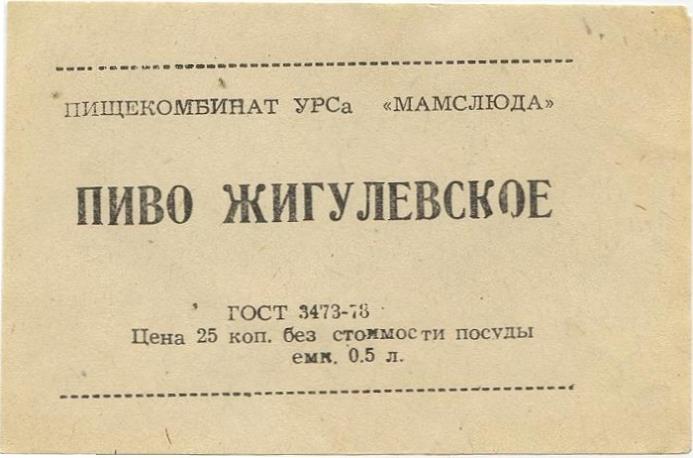 ПИЩЕКОМБИНАТ УРСа «МАМСЛЮДА»
ПИВО ЖИГУЛЕВСКОЕ
ГОСТ 3473-78
Цена 25 коп. без стоимости посуды
емк. 0.5 л.